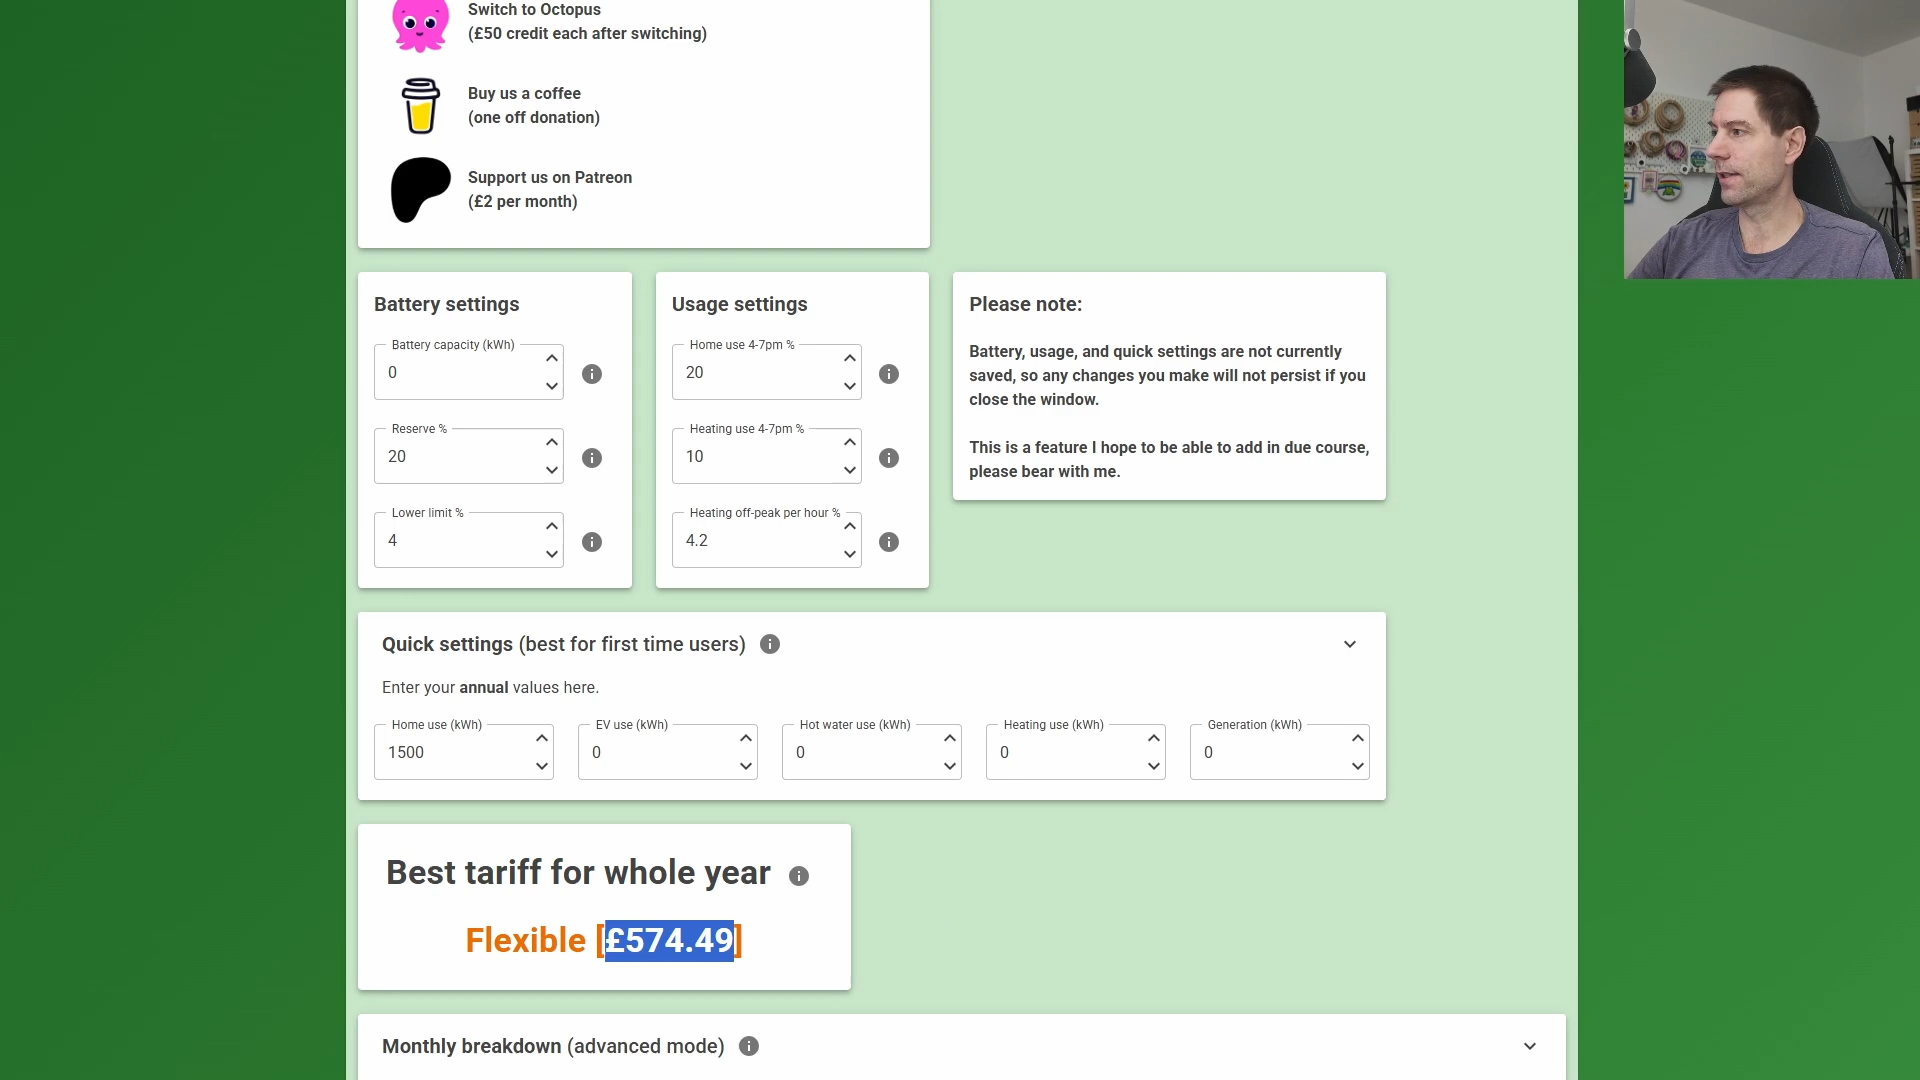 Switch to Octopus
(£50 credit each after switching)
Buy us a coffee
(one off donation)
Support us on Patreon
(£2 per month)
Battery settings
Battery capacity (kWh)
0
Reserve %
20
Lower limit %
4
Usage settings
Home use 4-7pm %
20
Heating use 4-7pm %
10
Heating off-peak per hour %
4.2
Please note:
Battery, usage, and quick settings are not currently
saved, so any changes you make will not persist if you
close the window.
This is a feature I hope to be able to add in due course,
please bear with me.
Quick settings (best for first time users)
Enter your annual values here.
Home use (kWh)
1500
EV use (kWh)
0
Hot water use (kWh)
0
Heating use (kWh)
0
Generation (kWh)
0
Best tariff for whole year
Flexible [£574.49]
Monthly breakdown (advanced mode)